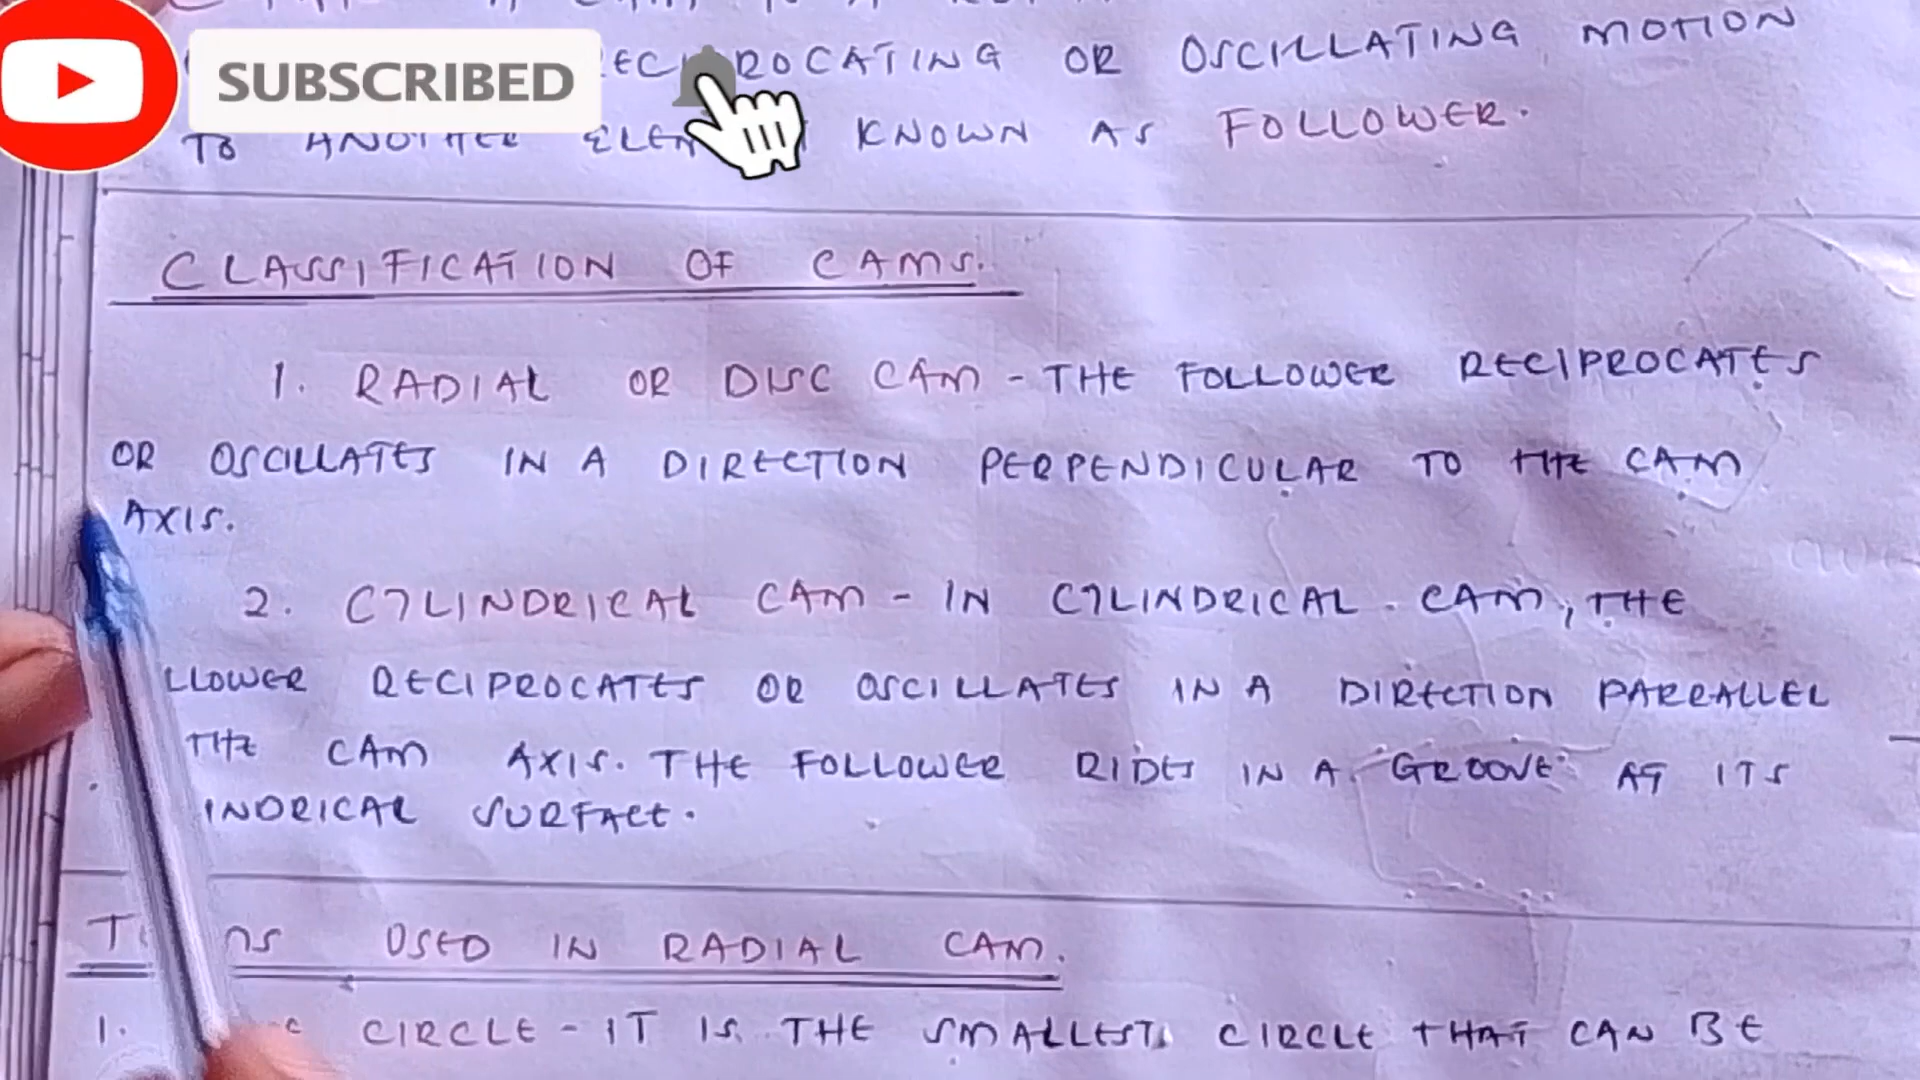 SUBSCRIBED
OR OSCILLATING MOTION
TO ANOTHER KNOWN AS FOLLOWER.
CLASSIFICATION OF CAMS.
1. RADIAL OR DISC CAM - THE FOLLOWER RECIPROCATES
OR OSCILLATES IN A DIRECTION PERPENDICULAR TO THE CAM
AXIS.
2. CYLINDRICAL CAM - IN CYLINDRICAL CAM, THE
LLOWER RECIPROCATES OR OSCILLATES IN A DIRECTION PARRALLEL
THE CAM AXIS. THE FOLLOWER RIDES IN A GROOVE AT ITS
INDRICAL SURFACE.
USED IN RADIAL CAM.
1. CIRCLE - IT IS THE SMALLEST CIRCLE THAT CAN BE